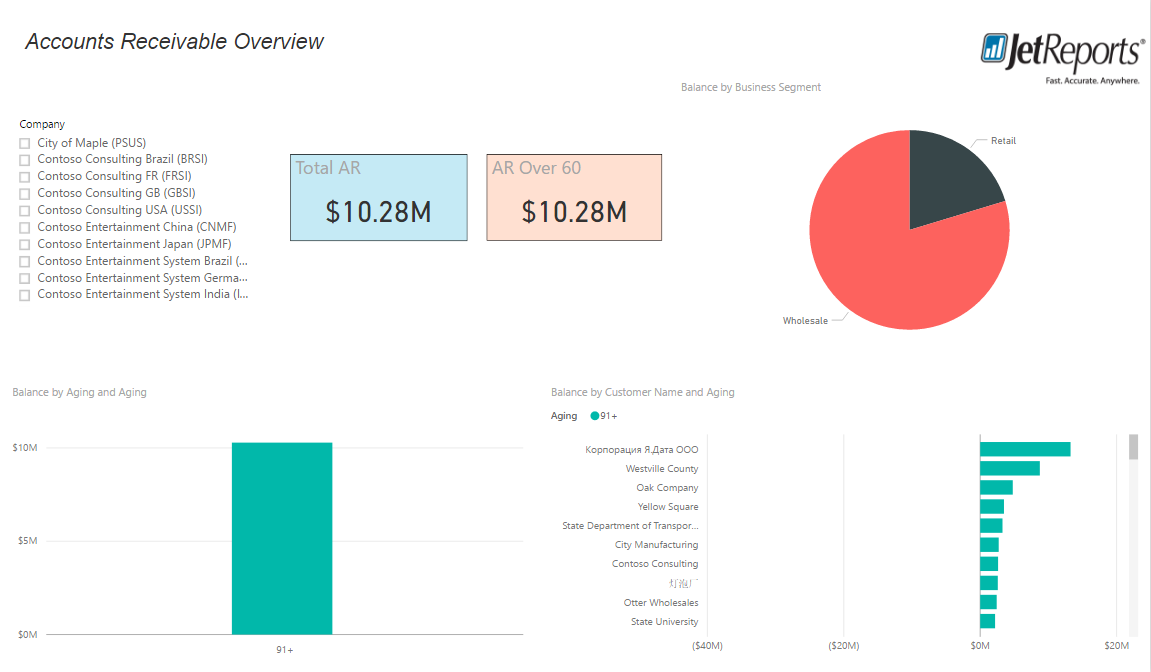 Accounts Receivable Overview
JetReports®
Fast. Accurate. Anywhere.
Balance by Business Segment
Company
City of Maple (PSUS)
Contoso Consulting Brazil (BRSI)
Contoso Consulting FR (FRSI)
Contoso Consulting GB (GBSI)
Contoso Consulting USA (USSI)
Contoso Entertainment China (CNMF)
Contoso Entertainment Japan (JPMF)
Contoso Entertainment System Brazil (...
Contoso Entertainment System Germa...
Contoso Entertainment System India (I...
Total AR
$10.28M
AR Over 60
$10.28M
Retail
Wholesale
Balance by Aging and Aging
$10M
$5M
$0M
91+
Balance by Customer Name and Aging
Aging 91+
Корпорация Я.Дата ООО
Westville County
Oak Company
Yellow Square
State Department of Transpor...
City Manufacturing
Contoso Consulting
灯泡厂
Otter Wholesales
State University
($40M) ($20M) $0M $20M